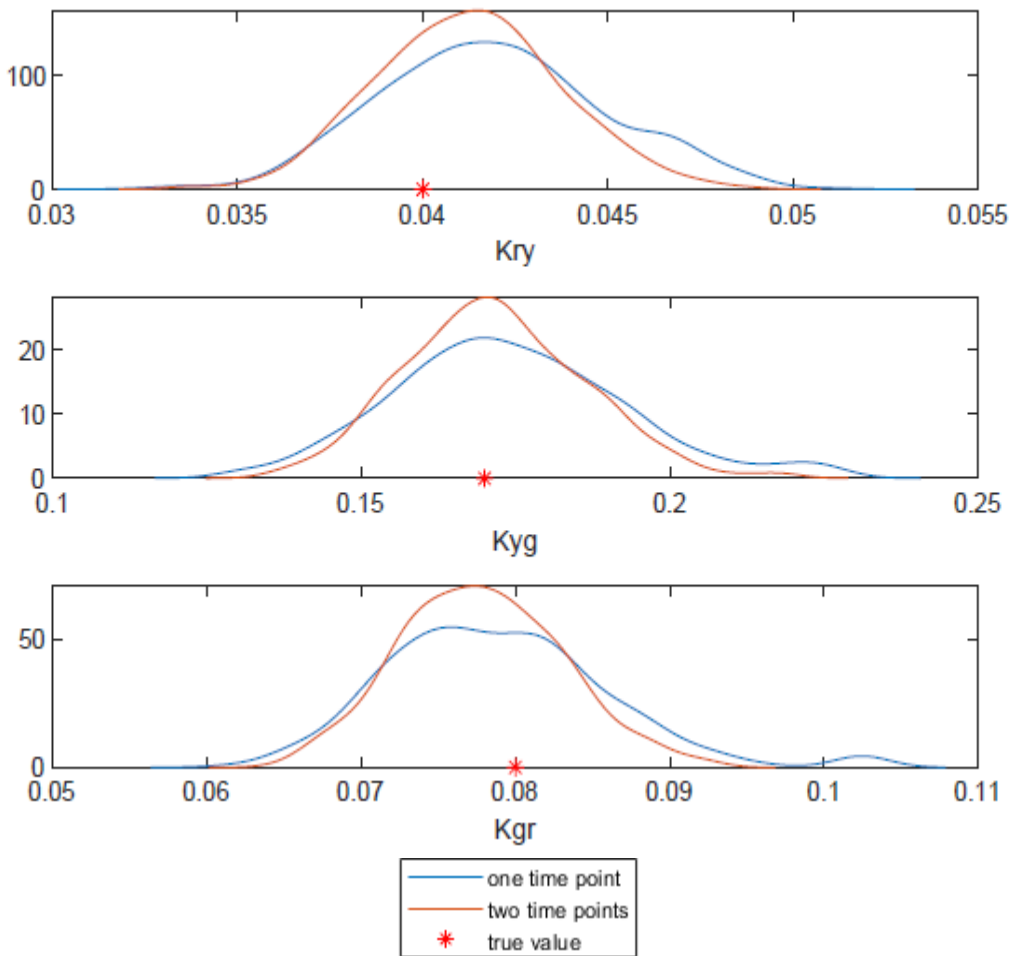 100
0
0.03 0.035 0.04 0.045 0.05 0.055
Kry
20
10
0
0.1 0.15 0.2 0.25
Kyg
50
0
0.05 0.06 0.07 0.08 0.09 0.1 0.11
Kgr
one time point
two time points
true value